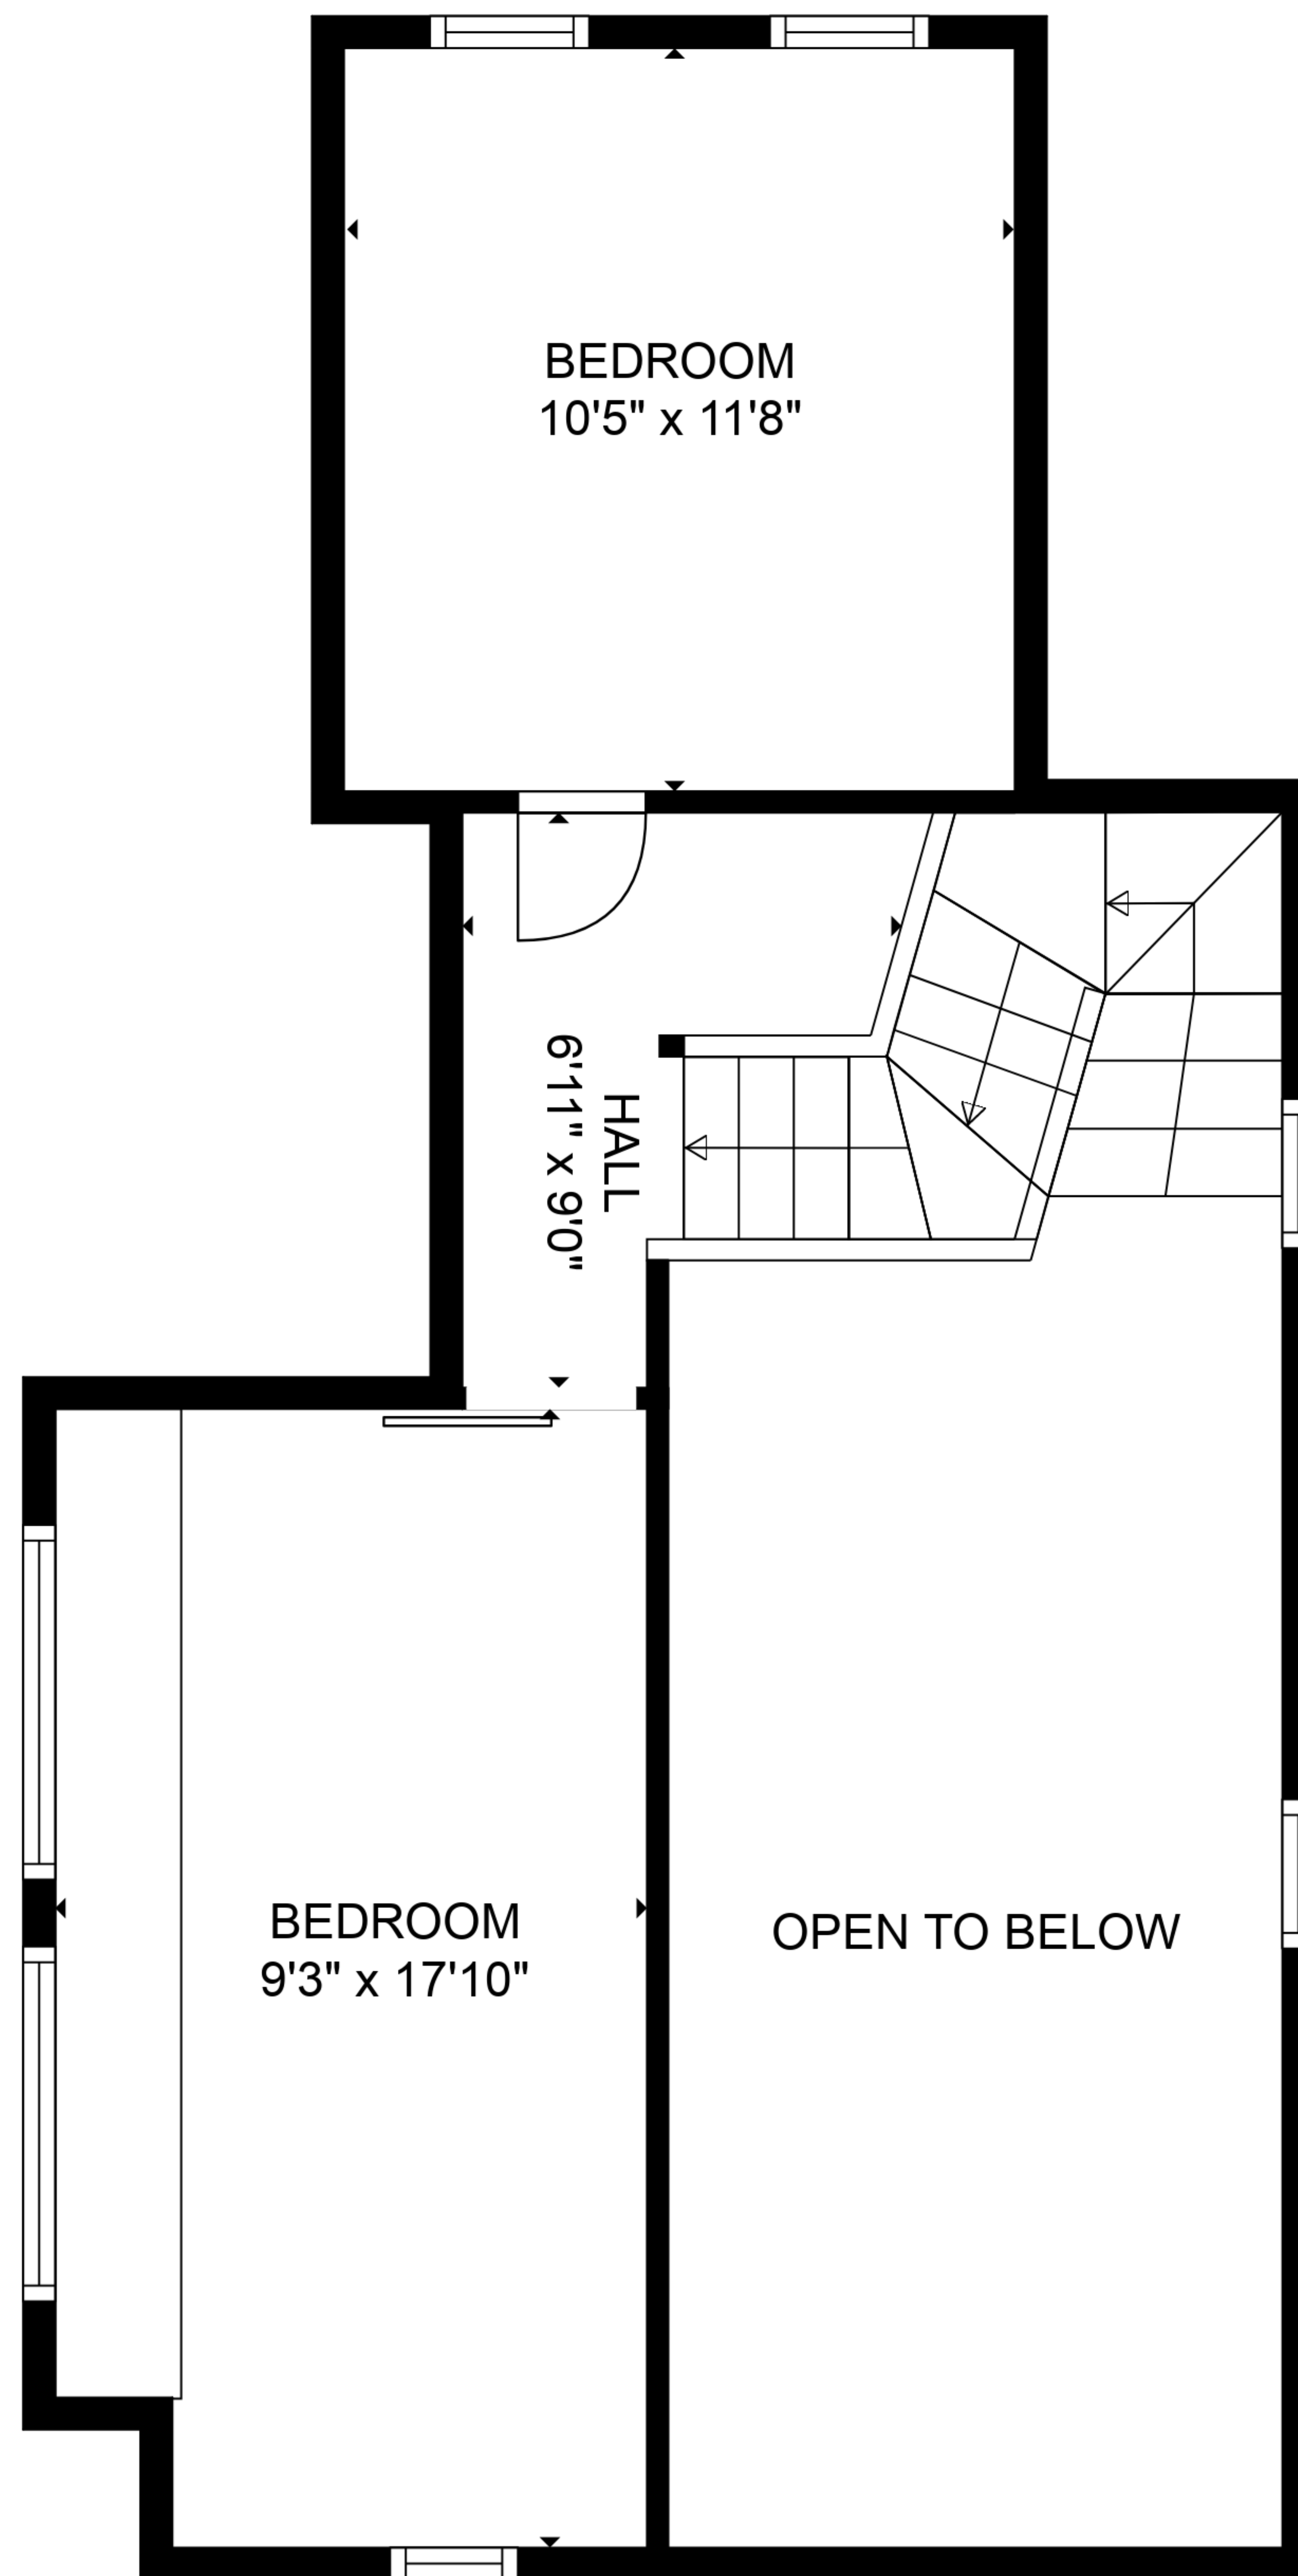 BEDROOM
10'5" x 11'8"
HALL
6'11" x 9'0"
BEDROOM
9'3" x 17'10"
OPEN TO BELOW